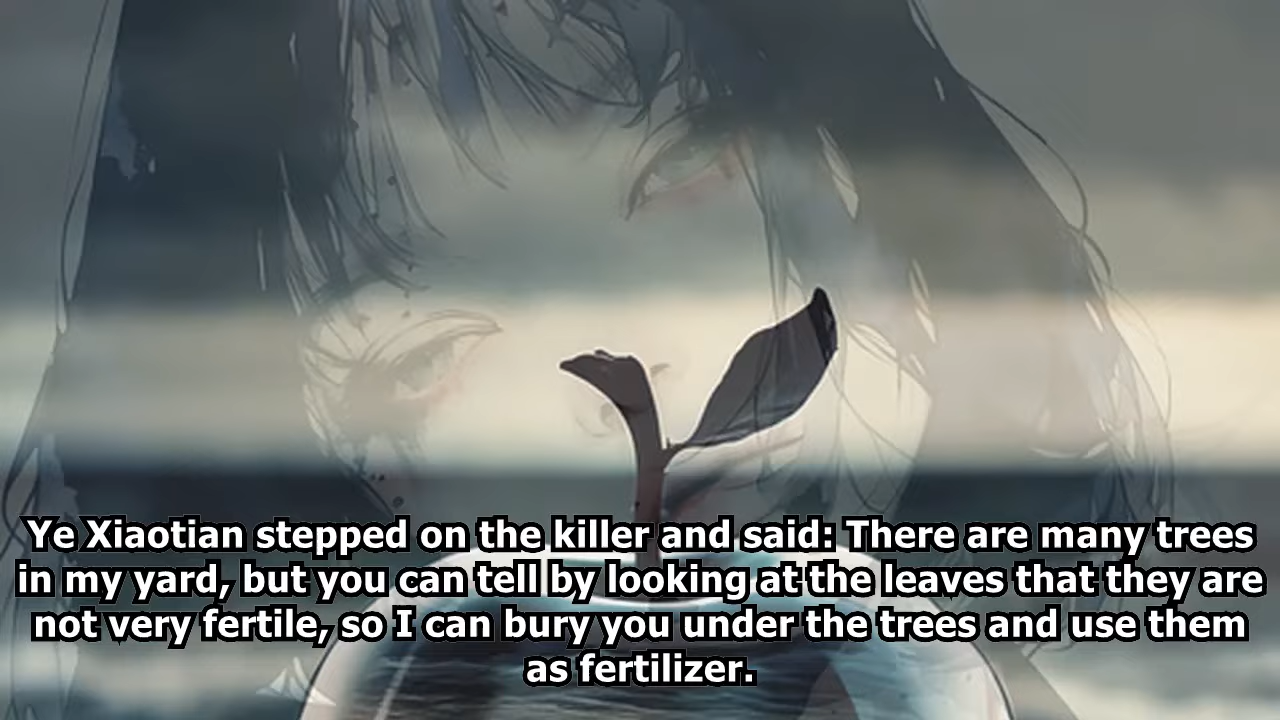 Ye Xiaotian stepped on the killer and said: There are many trees
in my yard, but you can tell by looking at the leaves that they are
not very fertile, so I can bury you under the trees and use them
as fertilizer.